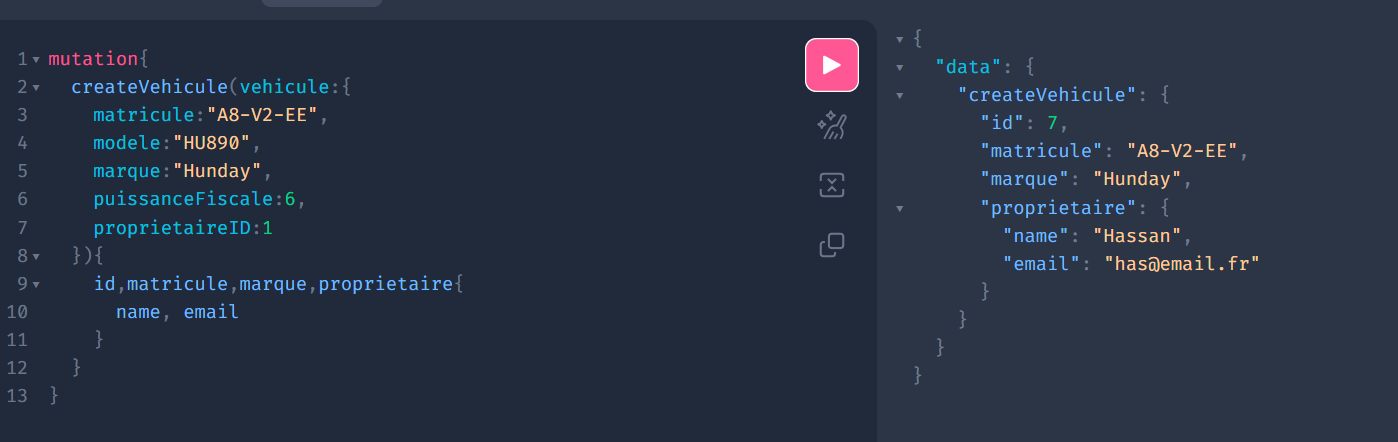 1 mutation{
2 createVehicule(vehicule:{
3 matricule:"A8-V2-EE",
4 modele:"HU890",
5 marque:"Hunday",
6 puissanceFiscale:6,
7 proprietaireID:1
8 }){
9 id,matricule,marque,proprietaire{
10 name, email
11 }
12 }
13 }
{
"data": {
"createVehicule": {
"id": 7,
"matricule": "A8-V2-EE",
"marque": "Hunday",
"proprietaire": {
"name": "Hassan",
"email": "has@email.fr"
}
}
}
}